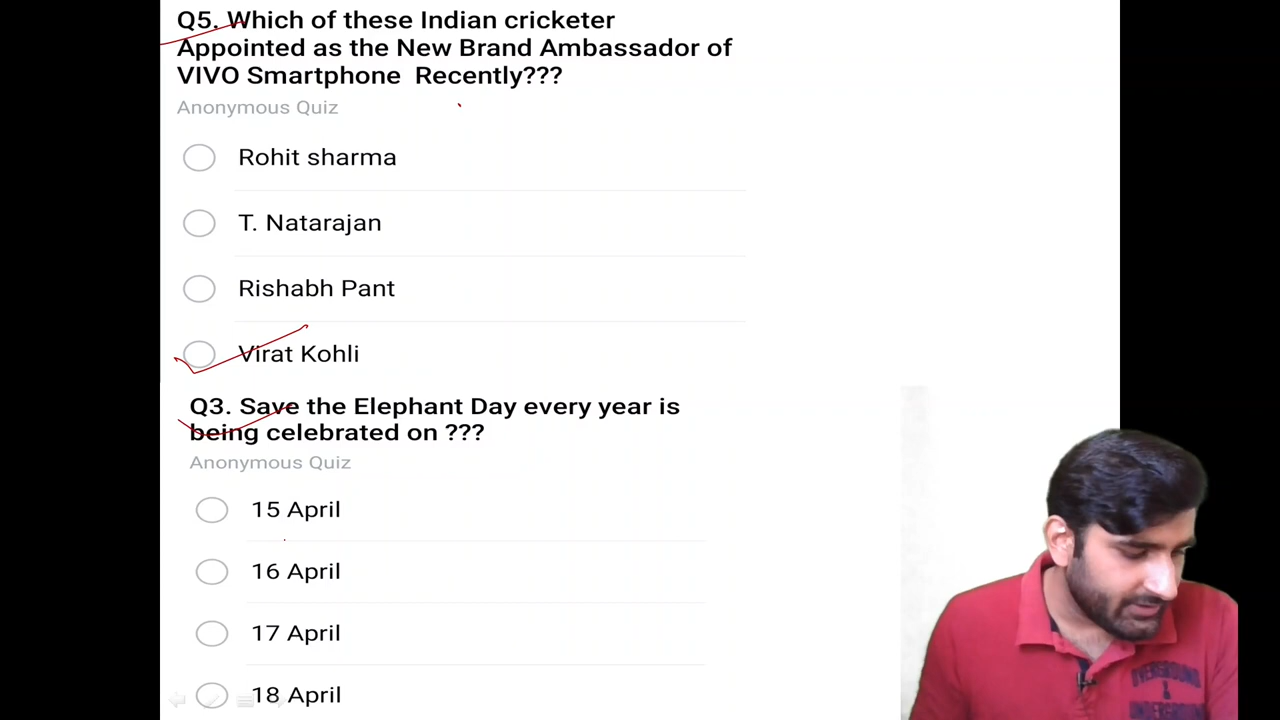 Q5. Which of these Indian cricketer
Appointed as the New Brand Ambassador of
VIVO Smartphone Recently???
Anonymous Quiz
Rohit sharma
T. Natarajan
Rishabh Pant
Virat Kohli
Q3. Save the Elephant Day every year is
being celebrated on ???
Anonymous Quiz
15 April
16 April
17 April
18 April